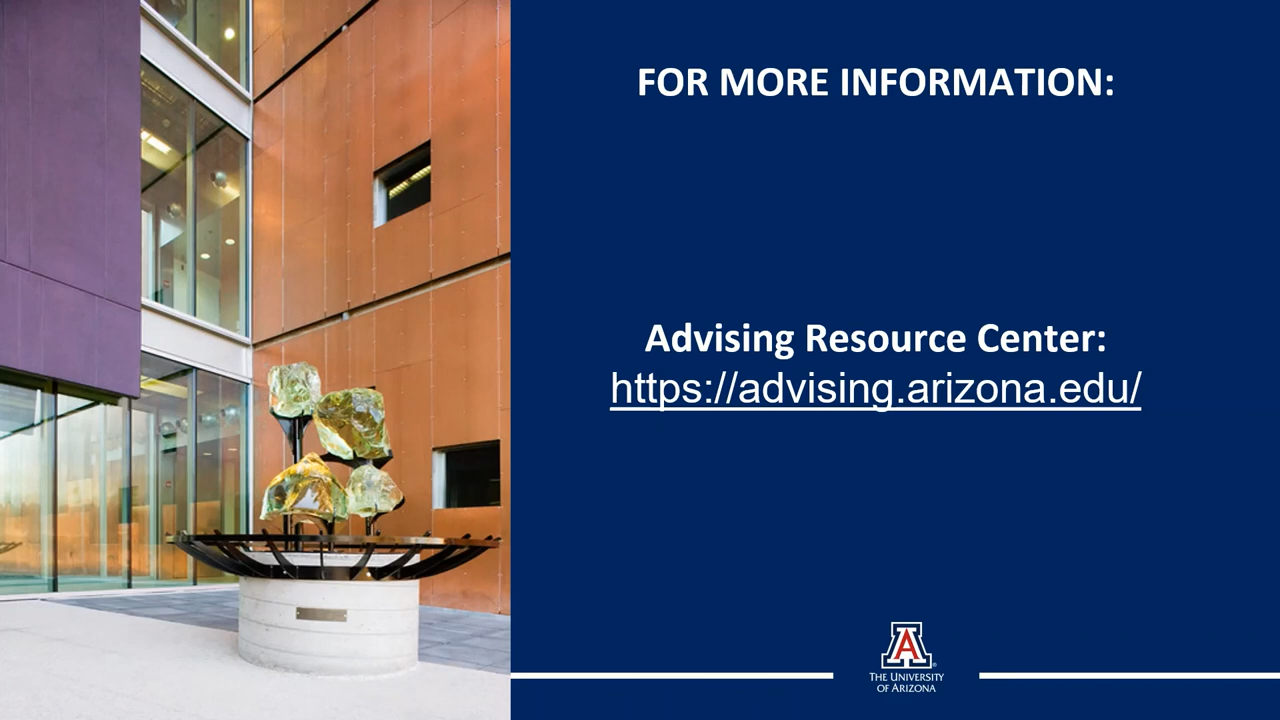 FOR MORE INFORMATION:
Advising Resource Center:
https://advising.arizona.edu/
A
THE UNIVERSITY
OF ARIZONA